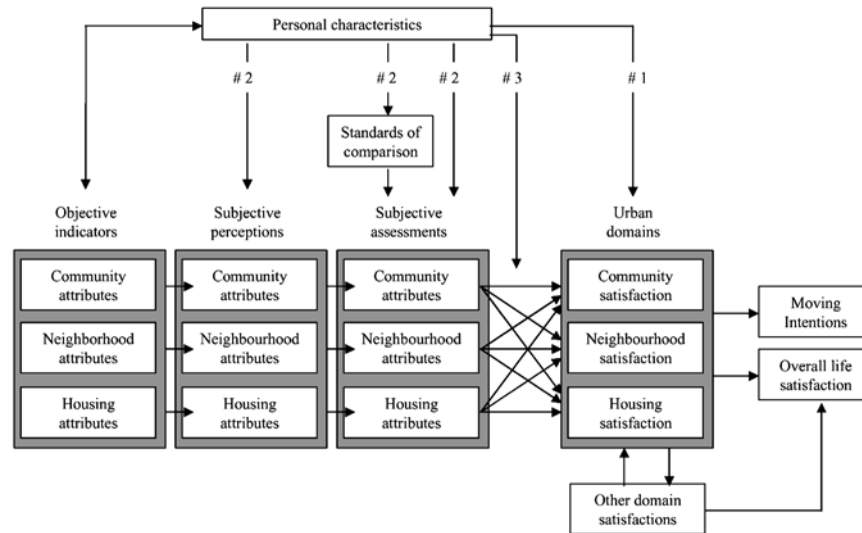 Personal characteristics
# 2
# 2
# 2
# 3
# 1
Standards of
comparison
Objective
indicators
Subjective
perceptions
Subjective
assessments
Urban
domains
Community
attributes
Community
attributes
Community
attributes
Community
satisfaction
Neighborhood
attributes
Neighbourhood
attributes
Neighbourhood
attributes
Neighbourhood
satisfaction
Housing
attributes
Housing
attributes
Housing
attributes
Housing
satisfaction
Moving
Intentions
Overall life
satisfaction
Other domain
satisfactions